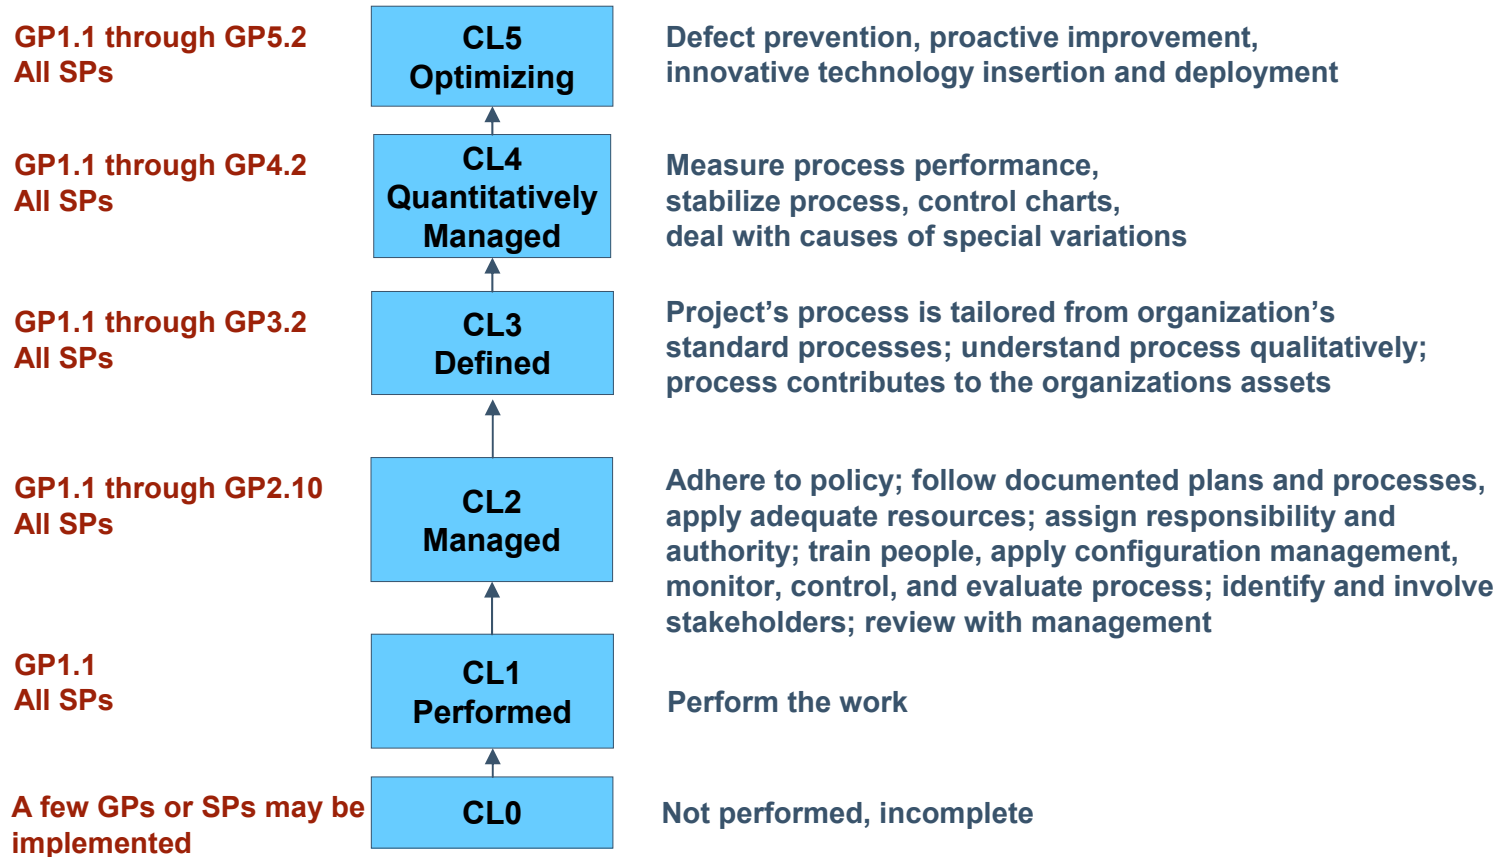 GP1.1 through GP5.2
All SPs
CL5
Optimizing
Defect prevention, proactive improvement,
innovative technology insertion and deployment
GP1.1 through GP4.2
All SPs
CL4
Quantitatively
Managed
Measure process performance,
stabilize process, control charts,
deal with causes of special variations
GP1.1 through GP3.2
All SPs
CL3
Defined
Project’s process is tailored from organization’s
standard processes; understand process qualitatively;
process contributes to the organizations assets
GP1.1 through GP2.10
All SPs
CL2
Managed
Adhere to policy; follow documented plans and processes,
apply adequate resources; assign responsibility and
authority; train people, apply configuration management,
monitor, control, and evaluate process; identify and involve
stakeholders; review with management
GP1.1
All SPs
CL1
Performed
Perform the work
A few GPs or SPs may be
implemented
CL0
Not performed, incomplete